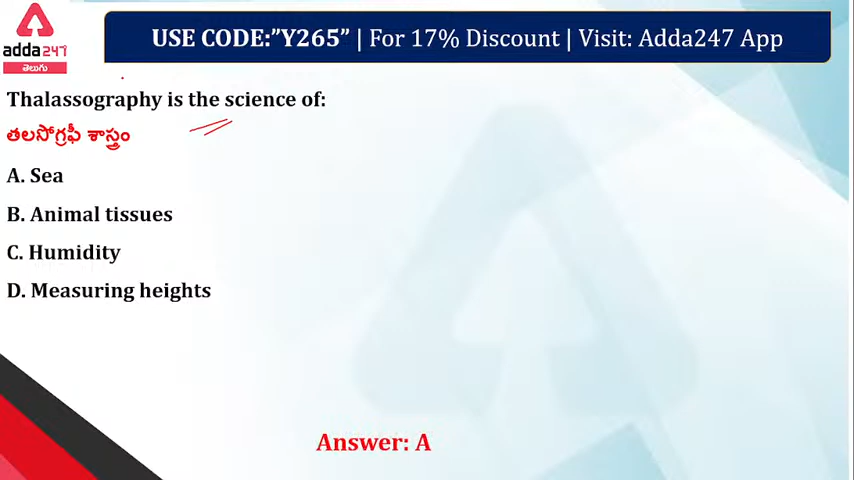 adda247
తెలుగు
USE CODE:”Y265” | For 17% Discount | Visit: Adda247 App
Thalassography is the science of:
తలసోగ్రఫీ శాస్త్రం
A. Sea
B. Animal tissues
C. Humidity
D. Measuring heights
Answer: A